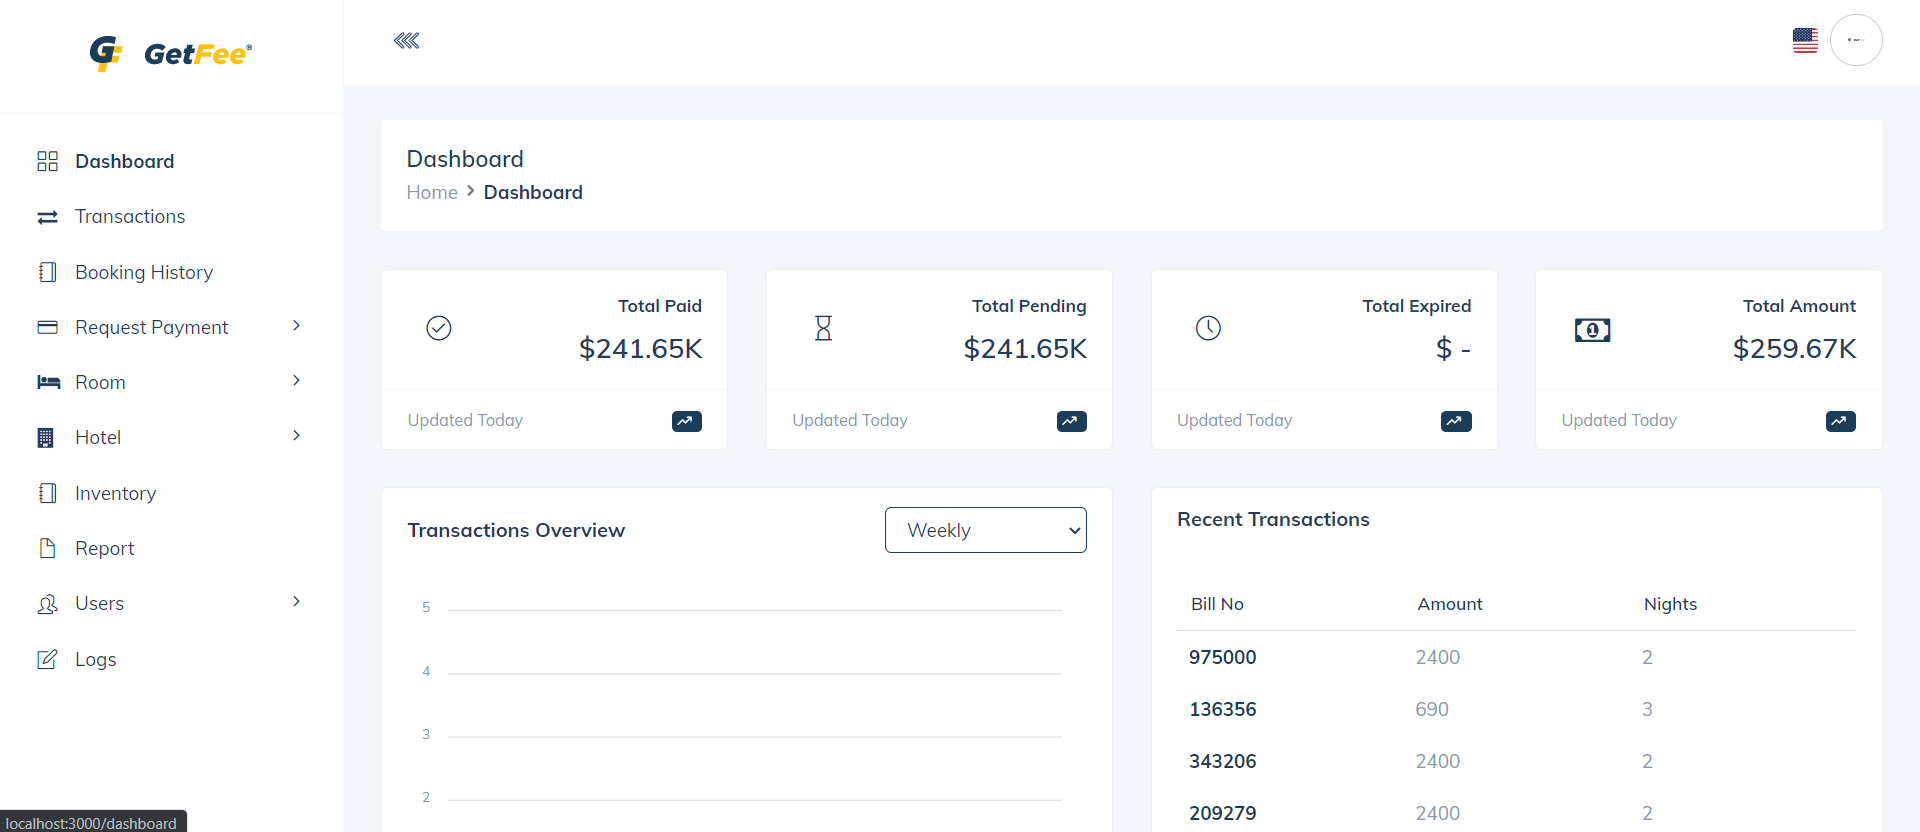 GetFee®
Dashboard
Transactions
Booking History
Request Payment
Room
Hotel
Inventory
Report
Users
Logs
Dashboard
Home > Dashboard
Total Paid
$241.65K
Updated Today
Total Pending
$241.65K
Updated Today
Total Expired
$ -
Updated Today
Total Amount
$259.67K
Updated Today
Transactions Overview
Weekly
5
4
3
2
Recent Transactions
Bill No Amount Nights
975000 2400 2
136356 690 3
343206 2400 2
209279 2400 2
localhost:3000/dashboard